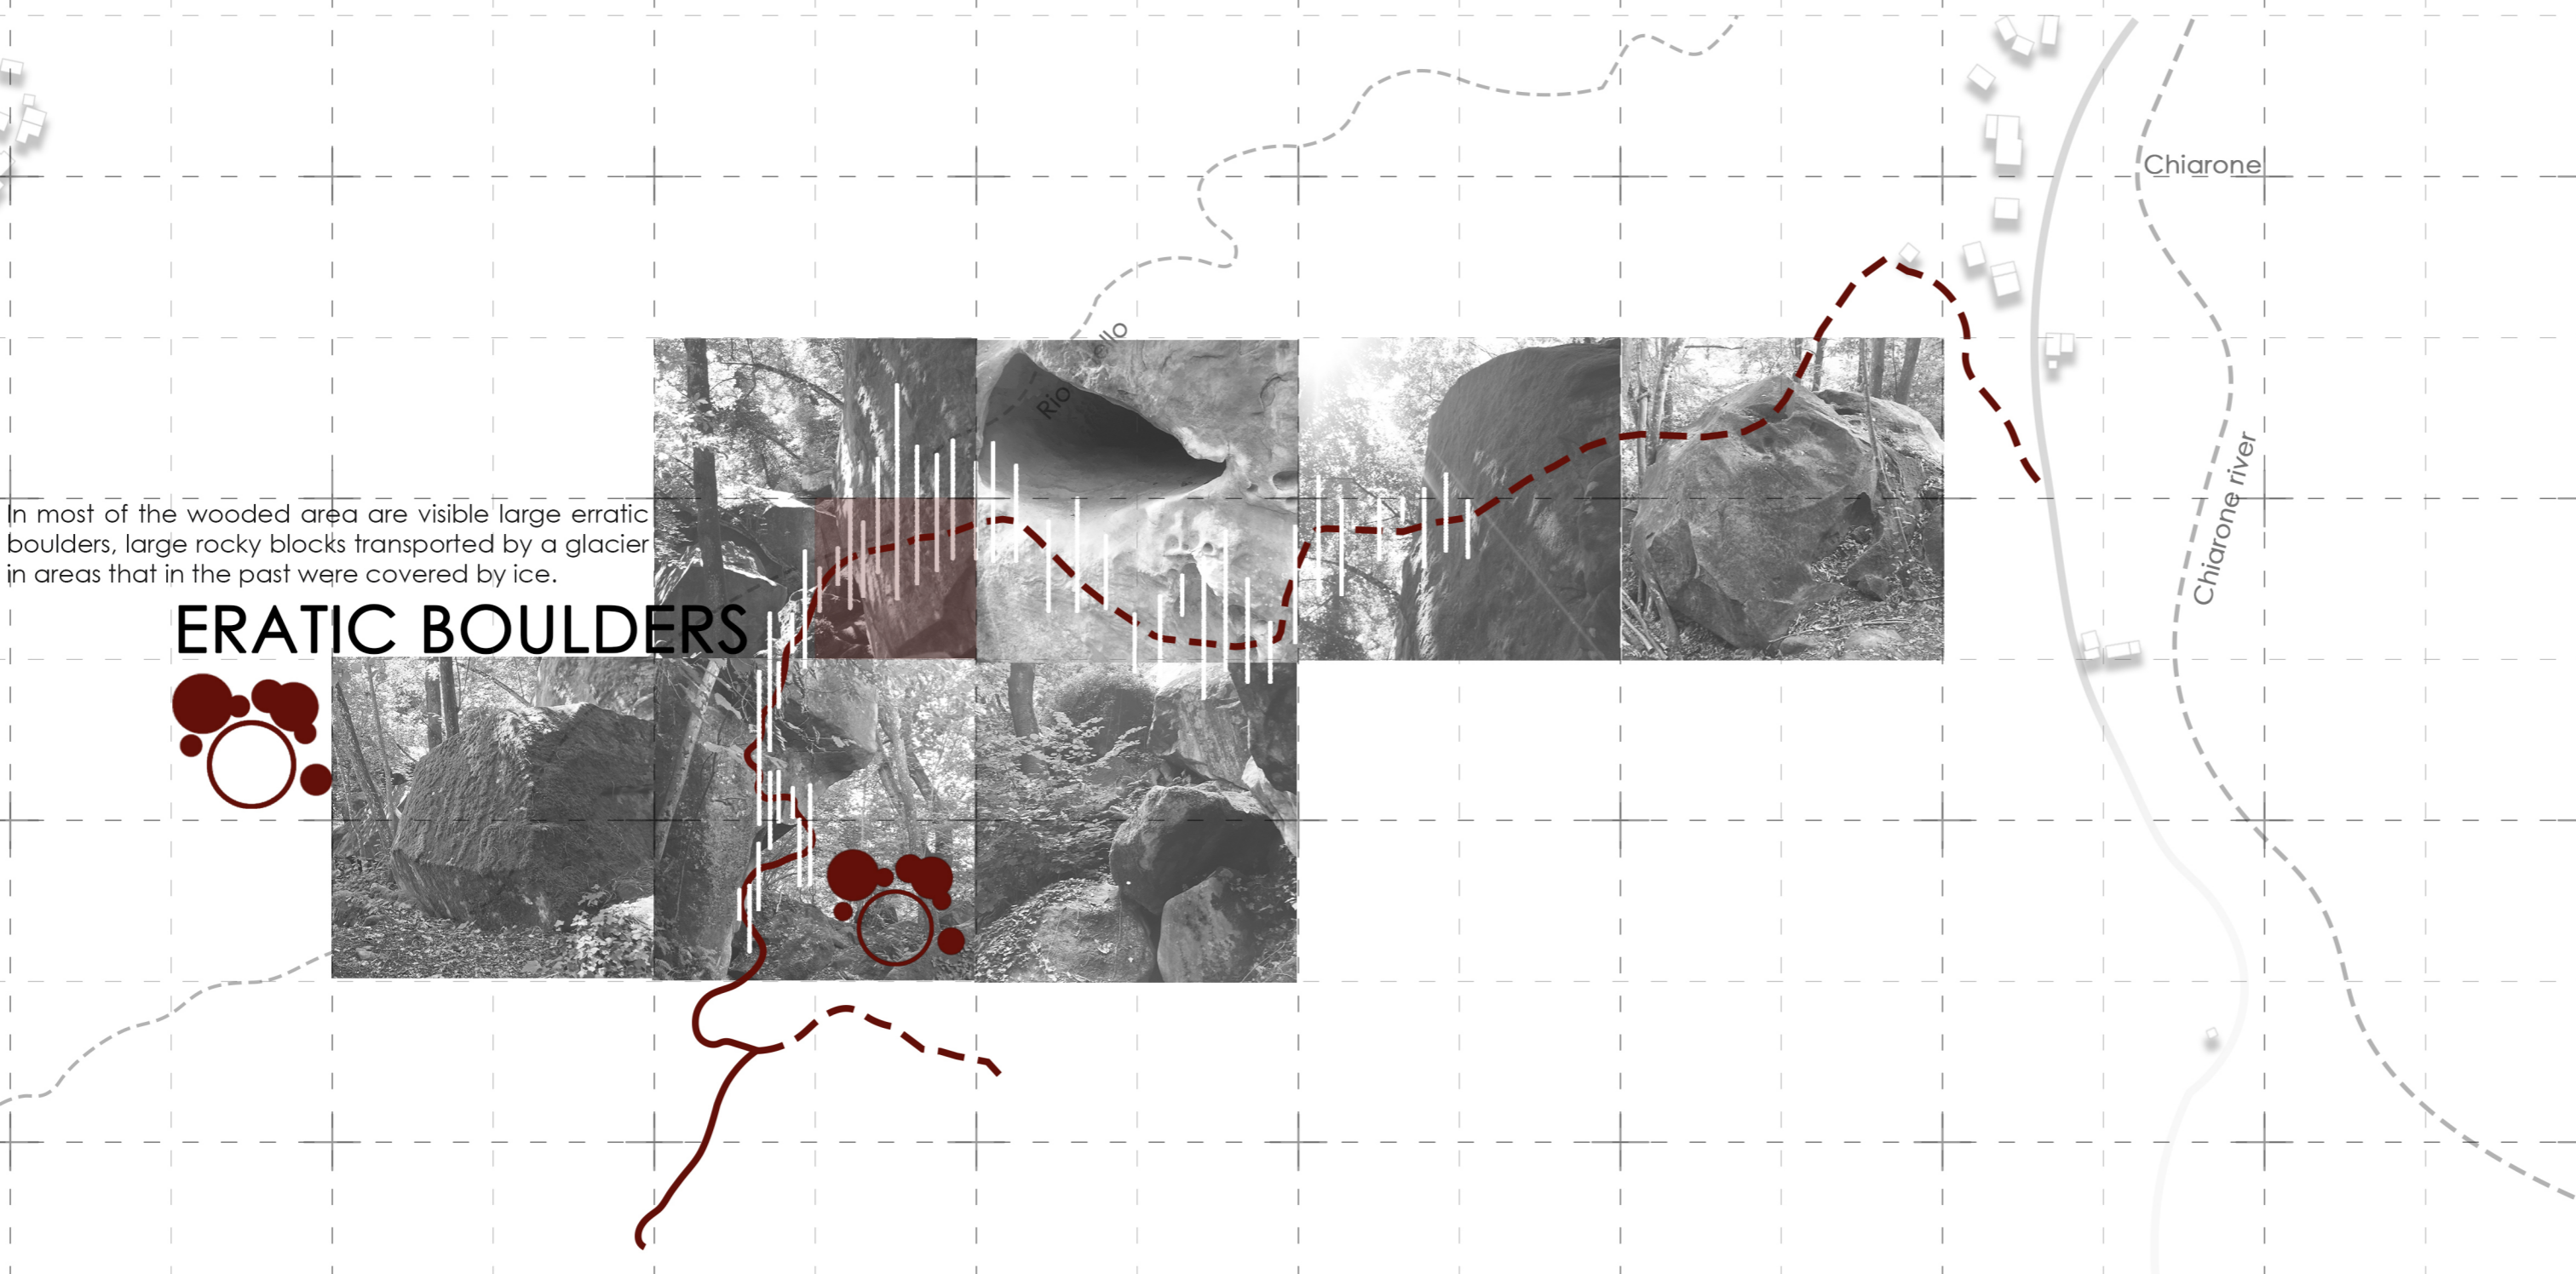 Chiarone
Rio
In most of the wooded area are visible large erratic
boulders, large rocky blocks transported by a glacier
in areas that in the past were covered by ice.
ERATIC BOULDERS
Chiarone river